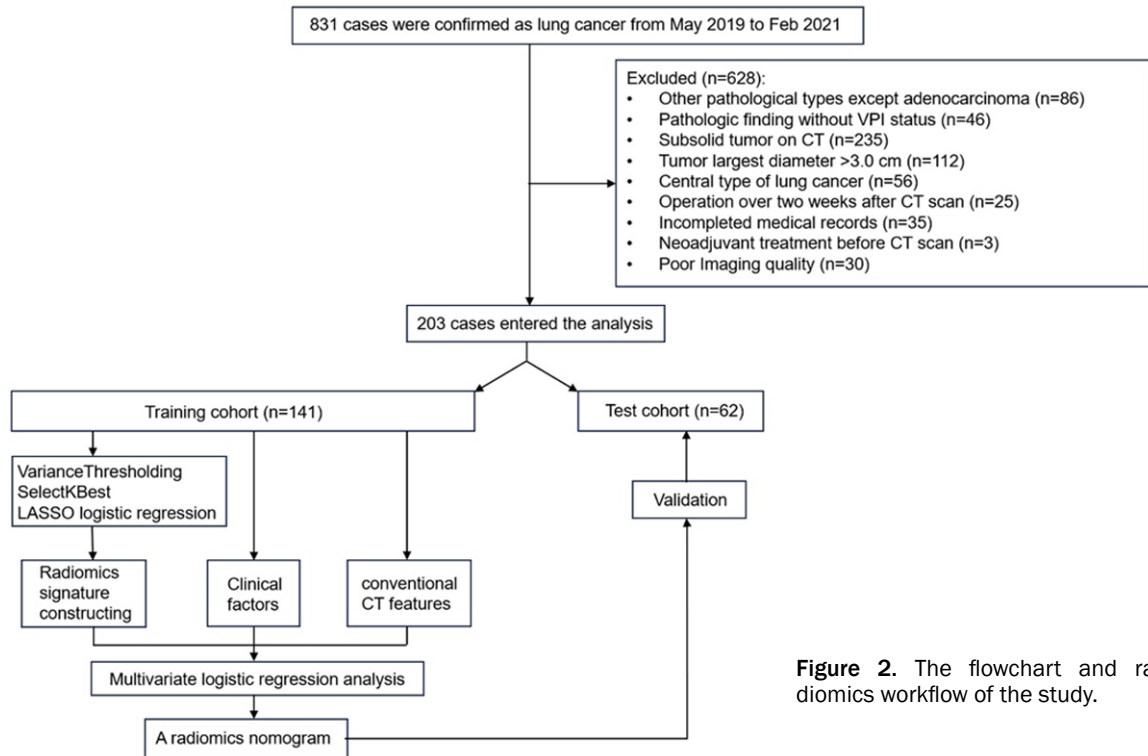 831 cases were confirmed as lung cancer from May 2019 to Feb 2021
Excluded (n=628):
• Other pathological types except adenocarcinoma (n=86)
• Pathologic finding without VPI status (n=46)
• Subsolid tumor on CT (n=235)
• Tumor largest diameter >3.0 cm (n=112)
• Central type of lung cancer (n=56)
• Operation over two weeks after CT scan (n=25)
• Incompleted medical records (n=35)
• Neoadjuvant treatment before CT scan (n=3)
• Poor Imaging quality (n=30)
203 cases entered the analysis
Training cohort (n=141)
Test cohort (n=62)
VarianceThresholding
SelectKBest
LASSO logistic regression
Validation
Radiomics
signature
constructing
Clinical
factors
conventional
CT features
Multivariate logistic regression analysis
A radiomics nomogram
Figure 2. The flowchart and ra-
diomics workflow of the study.